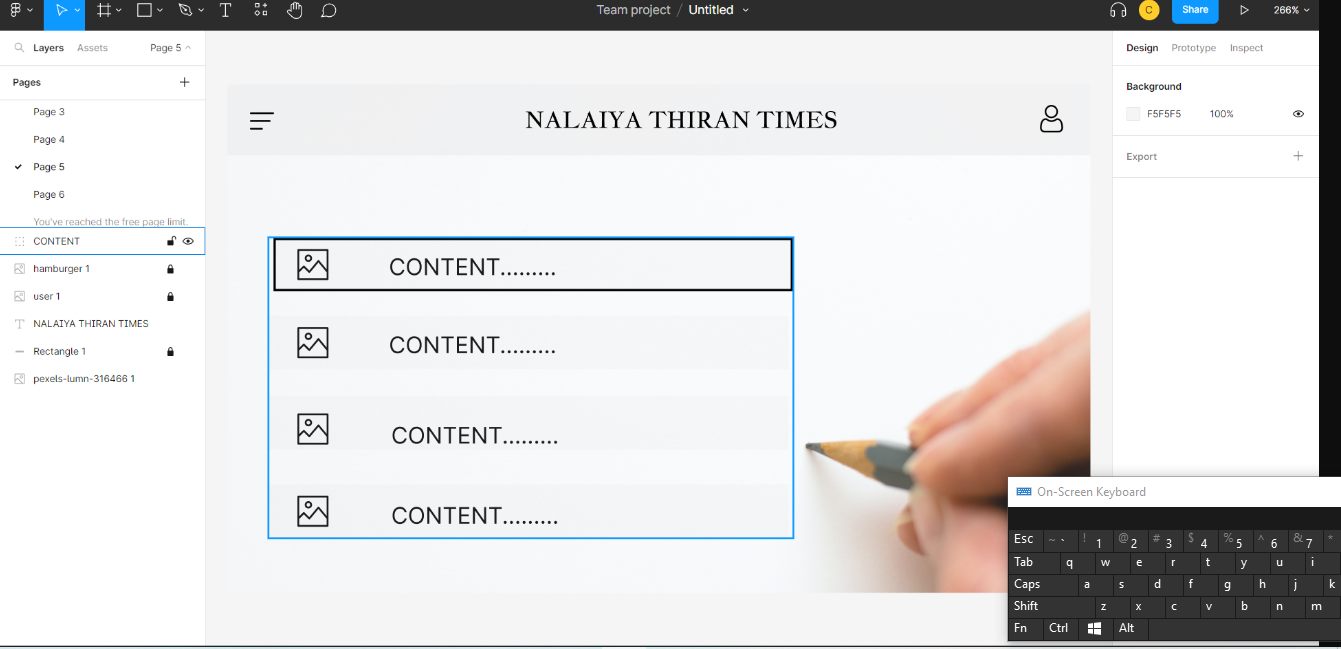 Team project / Untitled
C
Share
266%
Layers Assets Page 5
Design Prototype Inspect
Pages
Background
Page 3
F5F5F5 100%
Page 4
Page 5
Export
Page 6
You've reached the free page limit.
CONTENT
hamburger 1
user 1
NALAIYA THIRAN TIMES
Rectangle 1
pexels-lumn-316466 1
NALAIYA THIRAN TIMES
CONTENT.........
CONTENT.........
CONTENT.........
CONTENT.........
On-Screen Keyboard
Esc ~ ` ! 1 @ 2 # 3 $ 4 % 5 ^ 6 & 7 *
Tab q w e r t y u i
Caps a s d f g h j k
Shift z x c v b n m
Fn Ctrl Alt